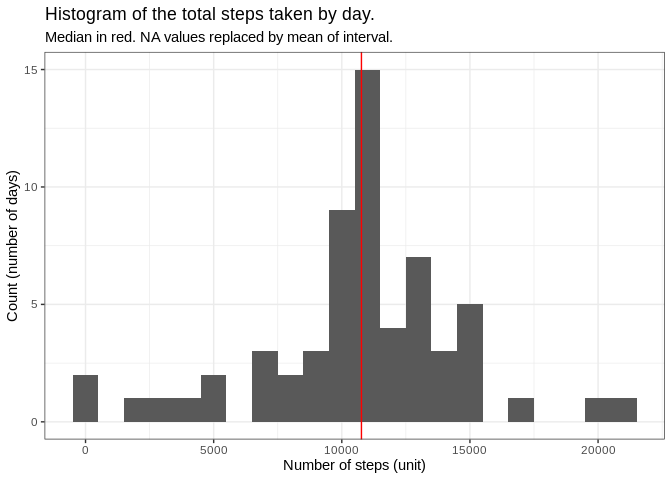 Histogram of the total steps taken by day.
Median in red. NA values replaced by mean of interval.
Count (number of days)
15
10
5
0
0 5000 10000 15000 20000
Number of steps (unit)